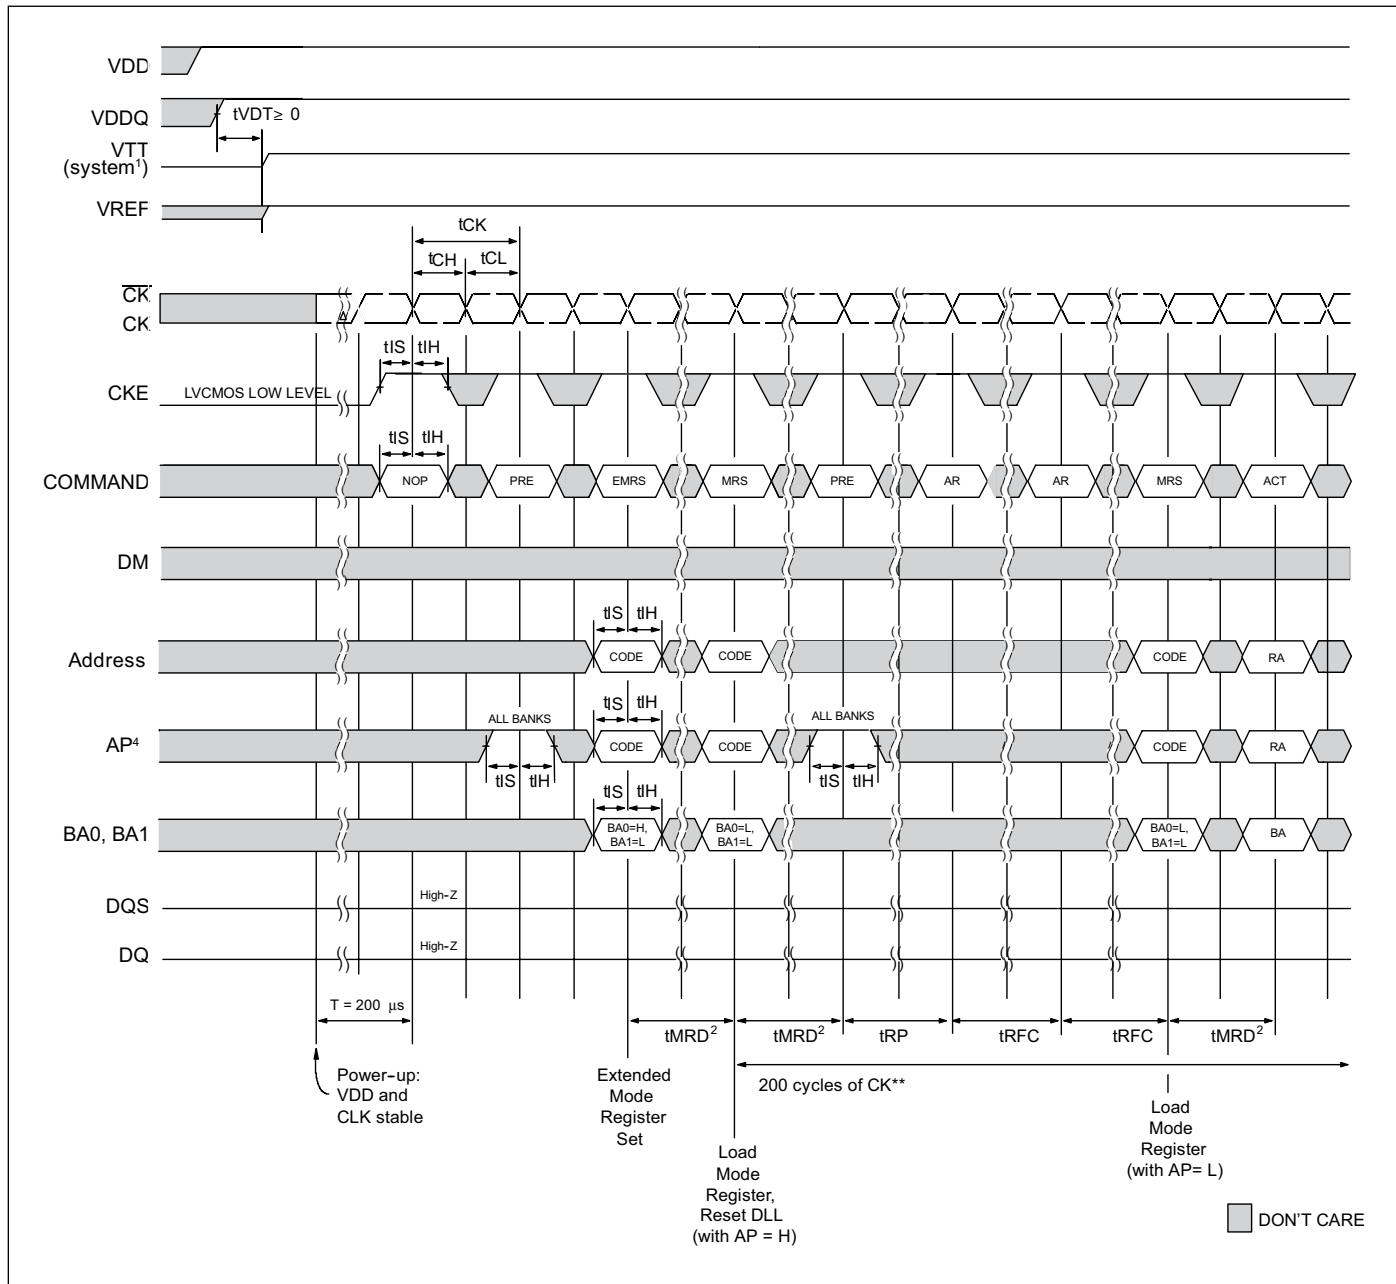 VDD
VDDQ
tVDT≥ 0
VTT
(system¹)
VREF
tCK
tCH
tCL
CK
CK
tIS
tIH
CKE
LVCMOS LOW LEVEL
tIS
tIH
COMMAND
NOP
PRE
EMRS
MRS
PRE
AR
AR
MRS
ACT
DM
tIS
tIH
Address
CODE
CODE
CODE
RA
ALL BANKS
tIS
tIH
ALL BANKS
AP⁴
CODE
CODE
CODE
RA
tIS
tIH
tIS
tIH
tIS
tIH
BA0, BA1
BA0=H,
BA1=L
BA0=L,
BA1=L
BA0=L,
BA1=L
BA
DQS
High-Z
DQ
High-Z
T = 200 μs
tMRD²
tMRD²
tRP
tRFC
tRFC
tMRD²
Power-up:
VDD and
CLK stable
Extended
Mode
Register
Set
200 cycles of CK**
Load
Mode
Register,
Reset DLL
(with AP = H)
Load
Mode
Register
(with AP= L)
DON'T CARE